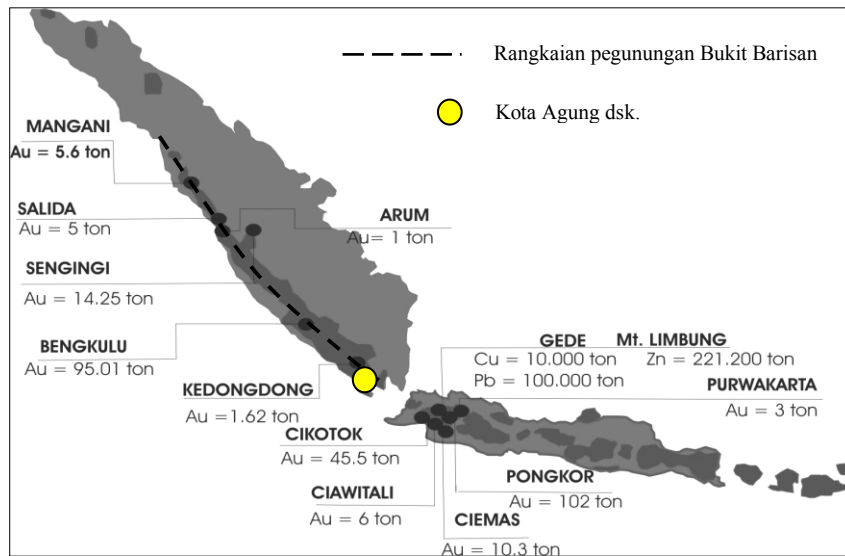 Rangkaian pegunungan Bukit Barisan
Kota Agung dsk.
MANGANI
Au = 5.6 ton
SALIDA
Au = 5 ton
ARUM
Au= 1 ton
SENGINGI
Au = 14.25 ton
BENGKULU
Au = 95.01 ton
KEDONGDONG
Au =1.62 ton
GEDE
Cu = 10.000 ton
Pb = 100.000 ton
Mt. LIMBUNG
Zn = 221.200 ton
PURWAKARTA
Au = 3 ton
CIKOTOK
Au = 45.5 ton
CIAWITALI
Au = 6 ton
PONGKOR
Au = 102 ton
CIEMAS
Au = 10.3 ton